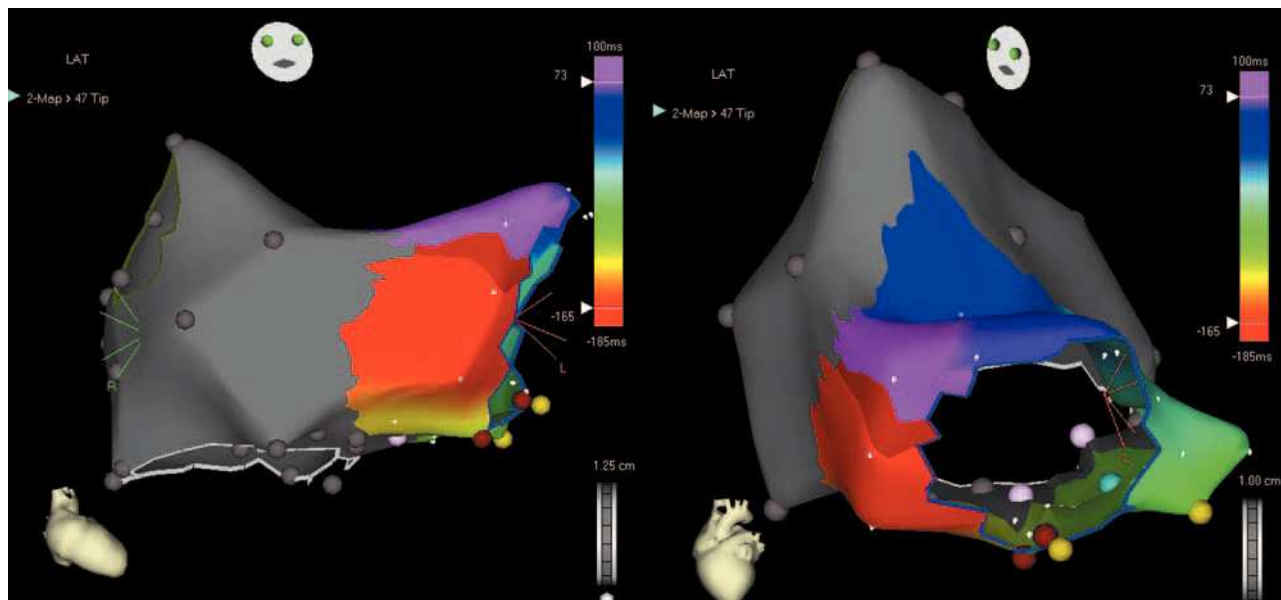 LAT
2-Map > 47 Tip
100ms
73
-165
-185ms
R
L
1.25 cm
LAT
2-Map > 47 Tip
100ms
73
-165
-185ms
1.00 cm